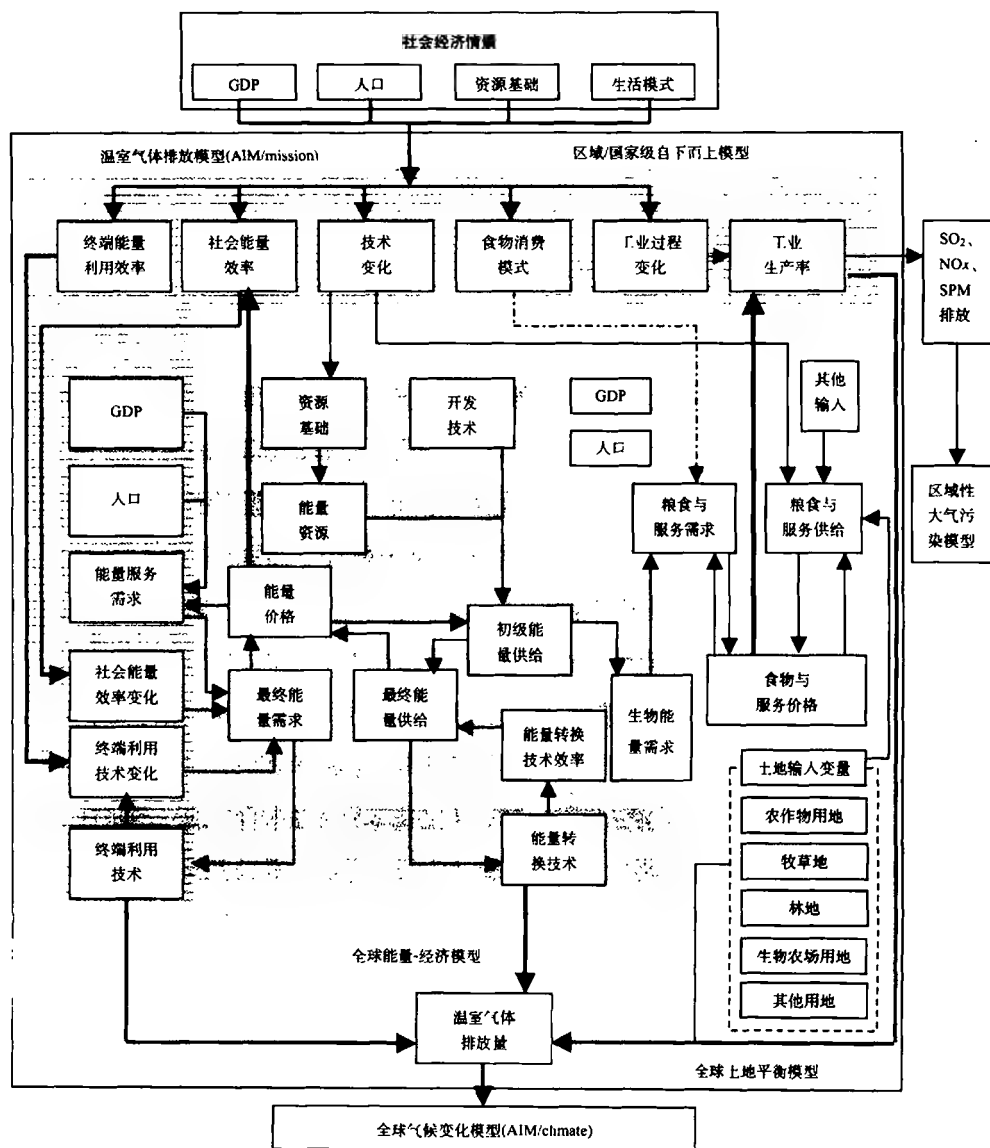 社会经济情景
GDP
人口
资源基础
生活模式
温室气体排放模型(AIM/mission)
区域/国家级自下而上模型
终端能量
利用效率
社会能量
效率
技术
变化
食物消费
模式
工业过程
变化
工业
生产率
SO₂、
NOx、
SPM
排放
GDP
资源
基础
开发
技术
GDP
其他
输入
人口
人口
能量
资源
粮食与
服务需求
粮食与
服务供给
区域性
大气污
染模型
能量服务
需求
能量
价格
初级能
量供给
社会能量
效率变化
最终能
量需求
最终能
量供给
生物能
量需求
食物与
服务价格
终端利用
技术变化
能量转换
技术效率
土地输入变量
农作物用地
终端利用
技术
能量转
换技术
牧草地
林地
生物农场用地
其他用地
全球能量-经济模型
温室气体
排放量
全球土地平衡模型
全球气候变化模型(AIM/chmate)